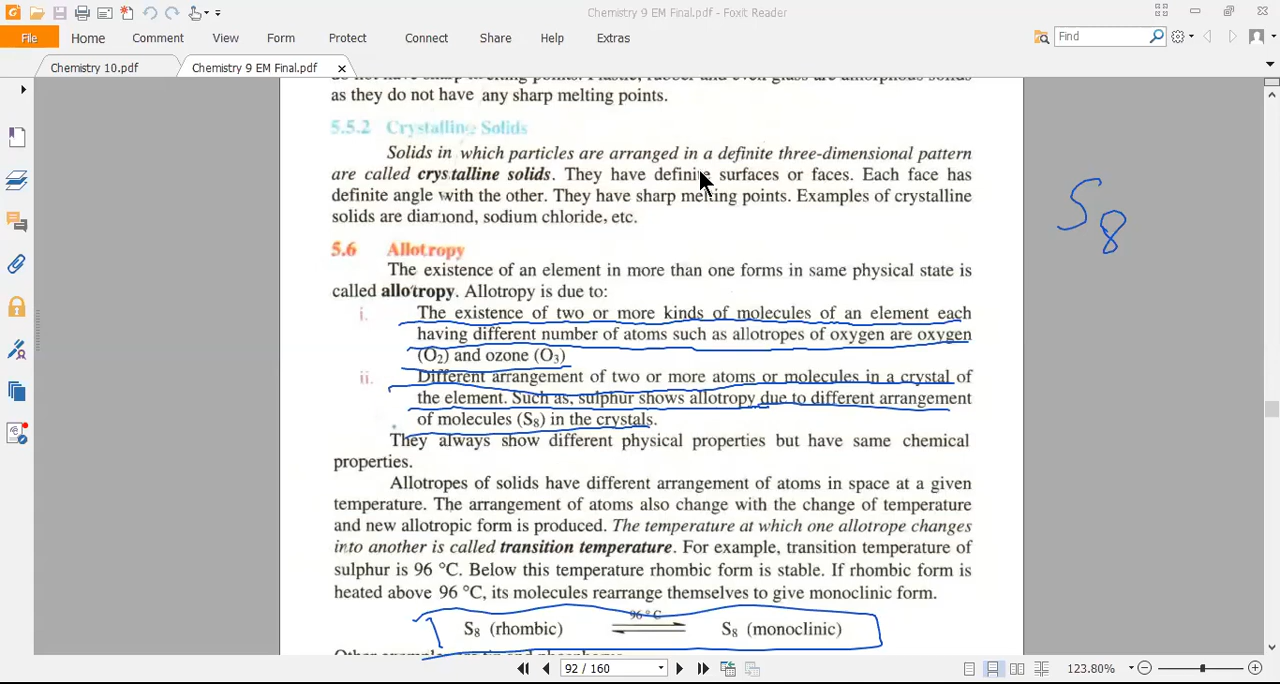 Chemistry 9 EM Final.pdf - Foxit Reader
File Home Comment View Form Protect Connect Share Help Extras Find
Chemistry 10.pdf Chemistry 9 EM Final.pdf
as they do not have any sharp melting points.
5.5.2 Crystalline Solids
Solids in which particles are arranged in a definite three-dimensional pattern
are called crystalline solids. They have definite surfaces or faces. Each face has
definite angle with the other. They have sharp melting points. Examples of crystalline
solids are diamond, sodium chloride, etc.
S8
5.6 Allotropy
The existence of an element in more than one forms in same physical state is
called allotropy. Allotropy is due to:
i. The existence of two or more kinds of molecules of an element each
having different number of atoms such as allotropes of oxygen are oxygen
(O2) and ozone (O3)
ii. Different arrangement of two or more atoms or molecules in a crystal of
the element. Such as, sulphur shows allotropy due to different arrangement
of molecules (S8) in the crystals.
They always show different physical properties but have same chemical
properties.
Allotropes of solids have different arrangement of atoms in space at a given
temperature. The arrangement of atoms also change with the change of temperature
and new allotropic form is produced. The temperature at which one allotrope changes
into another is called transition temperature. For example, transition temperature of
sulphur is 96 °C. Below this temperature rhombic form is stable. If rhombic form is
heated above 96 °C, its molecules rearrange themselves to give monoclinic form.
96 °C
S8 (rhombic) ⇌ S8 (monoclinic)
92 / 160 123.80%